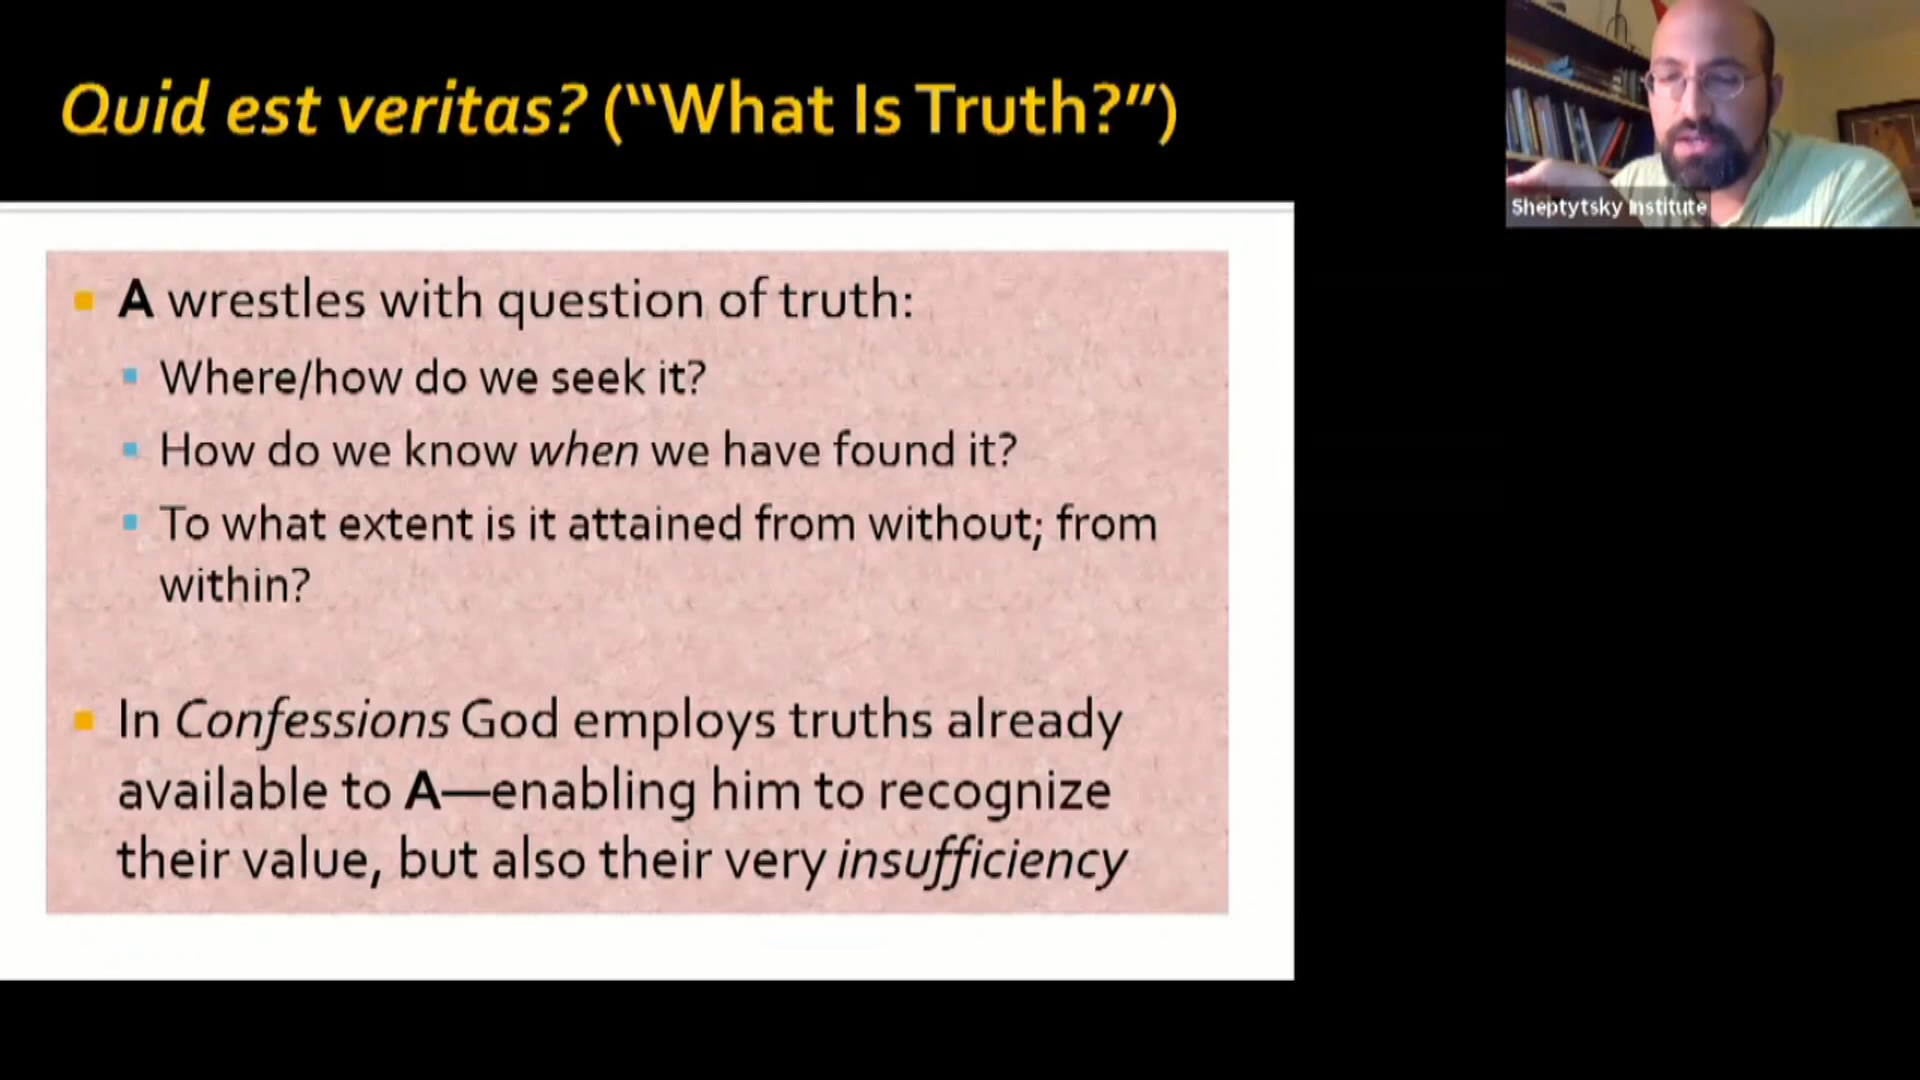 Quid est veritas? (“What Is Truth?”)
Sheptytsky Institute
A wrestles with question of truth:
Where/how do we seek it?
How do we know when we have found it?
To what extent is it attained from without; from
within?
In Confessions God employs truths already
available to A—enabling him to recognize
their value, but also their very insufficiency